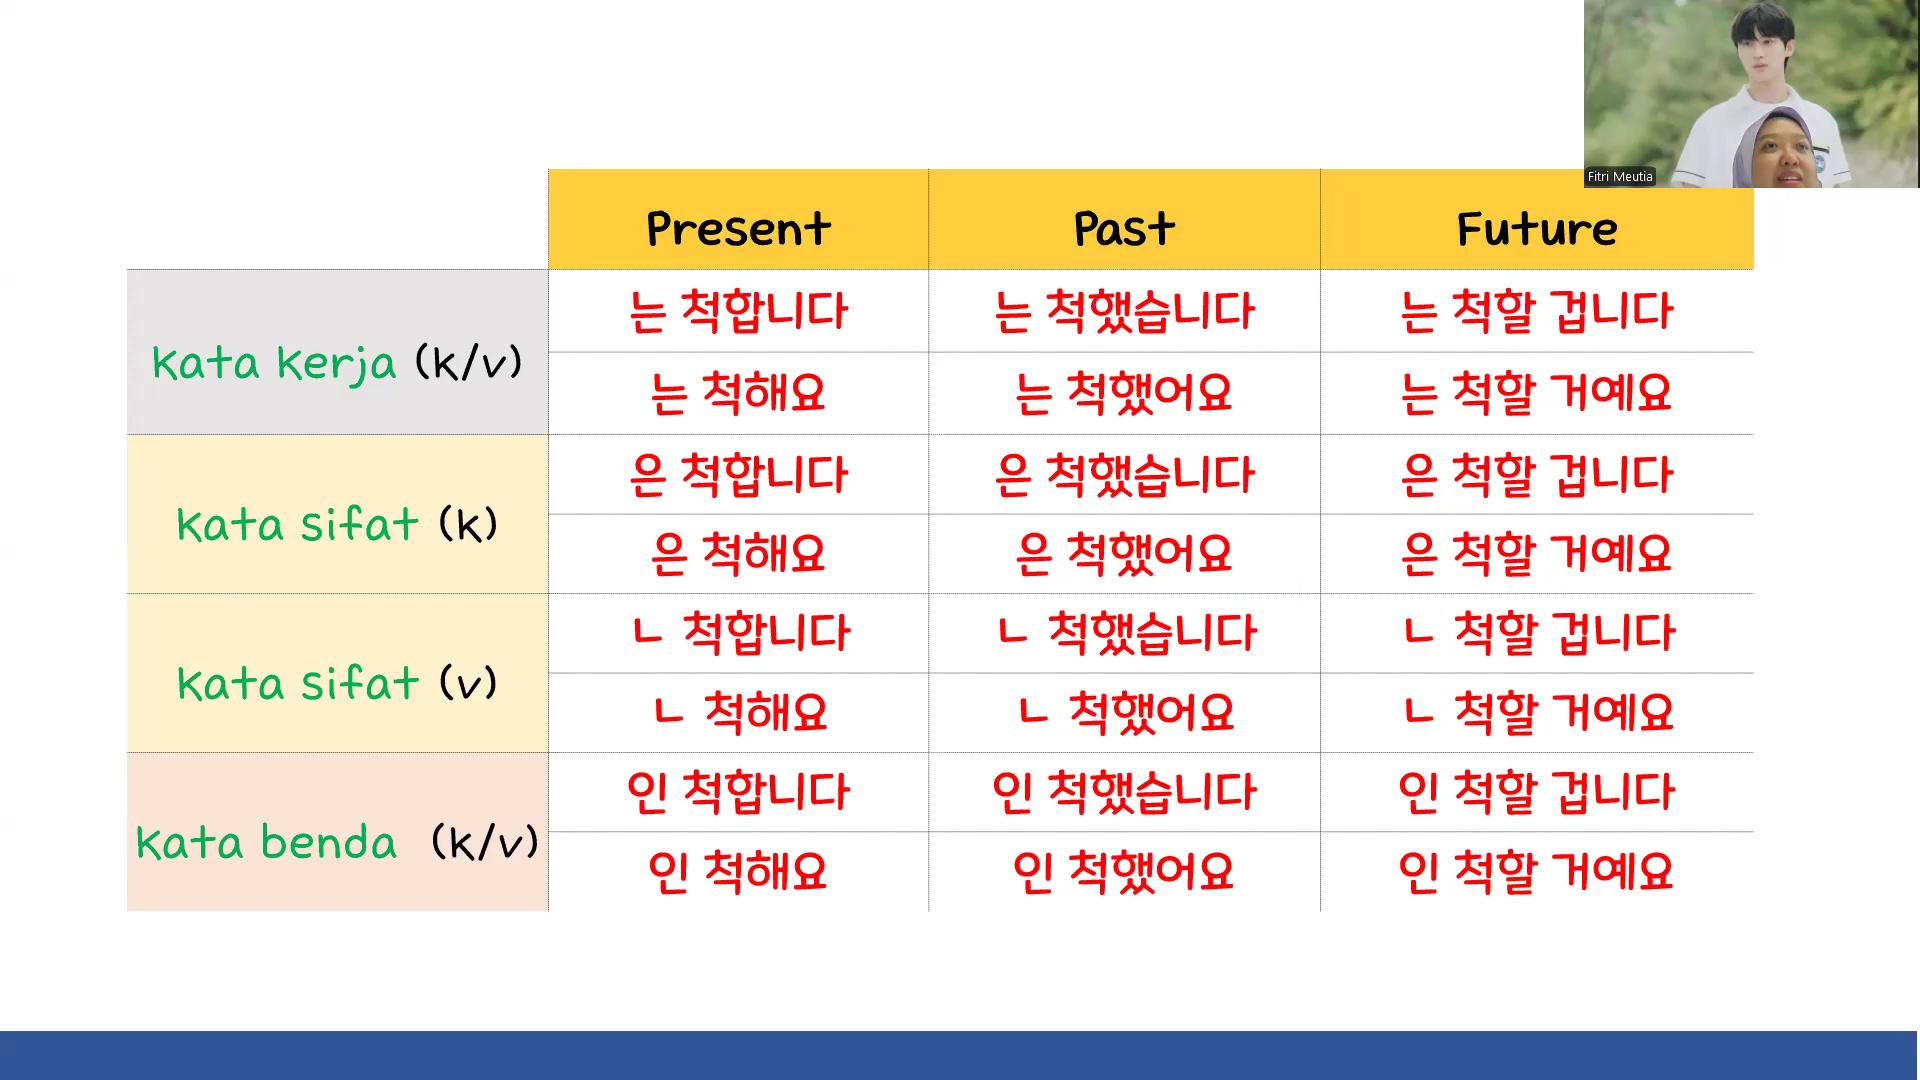 Fitri Meutia
Present Past Future
kata kerja (k/v)
는 척합니다 는 척했습니다 는 척할 겁니다
는 척해요 는 척했어요 는 척할 거예요
kata sifat (k)
은 척합니다 은 척했습니다 은 척할 겁니다
은 척해요 은 척했어요 은 척할 거예요
kata sifat (v)
ㄴ 척합니다 ㄴ 척했습니다 ㄴ 척할 겁니다
ㄴ 척해요 ㄴ 척했어요 ㄴ 척할 거예요
kata benda (k/v)
인 척합니다 인 척했습니다 인 척할 겁니다
인 척해요 인 척했어요 인 척할 거예요